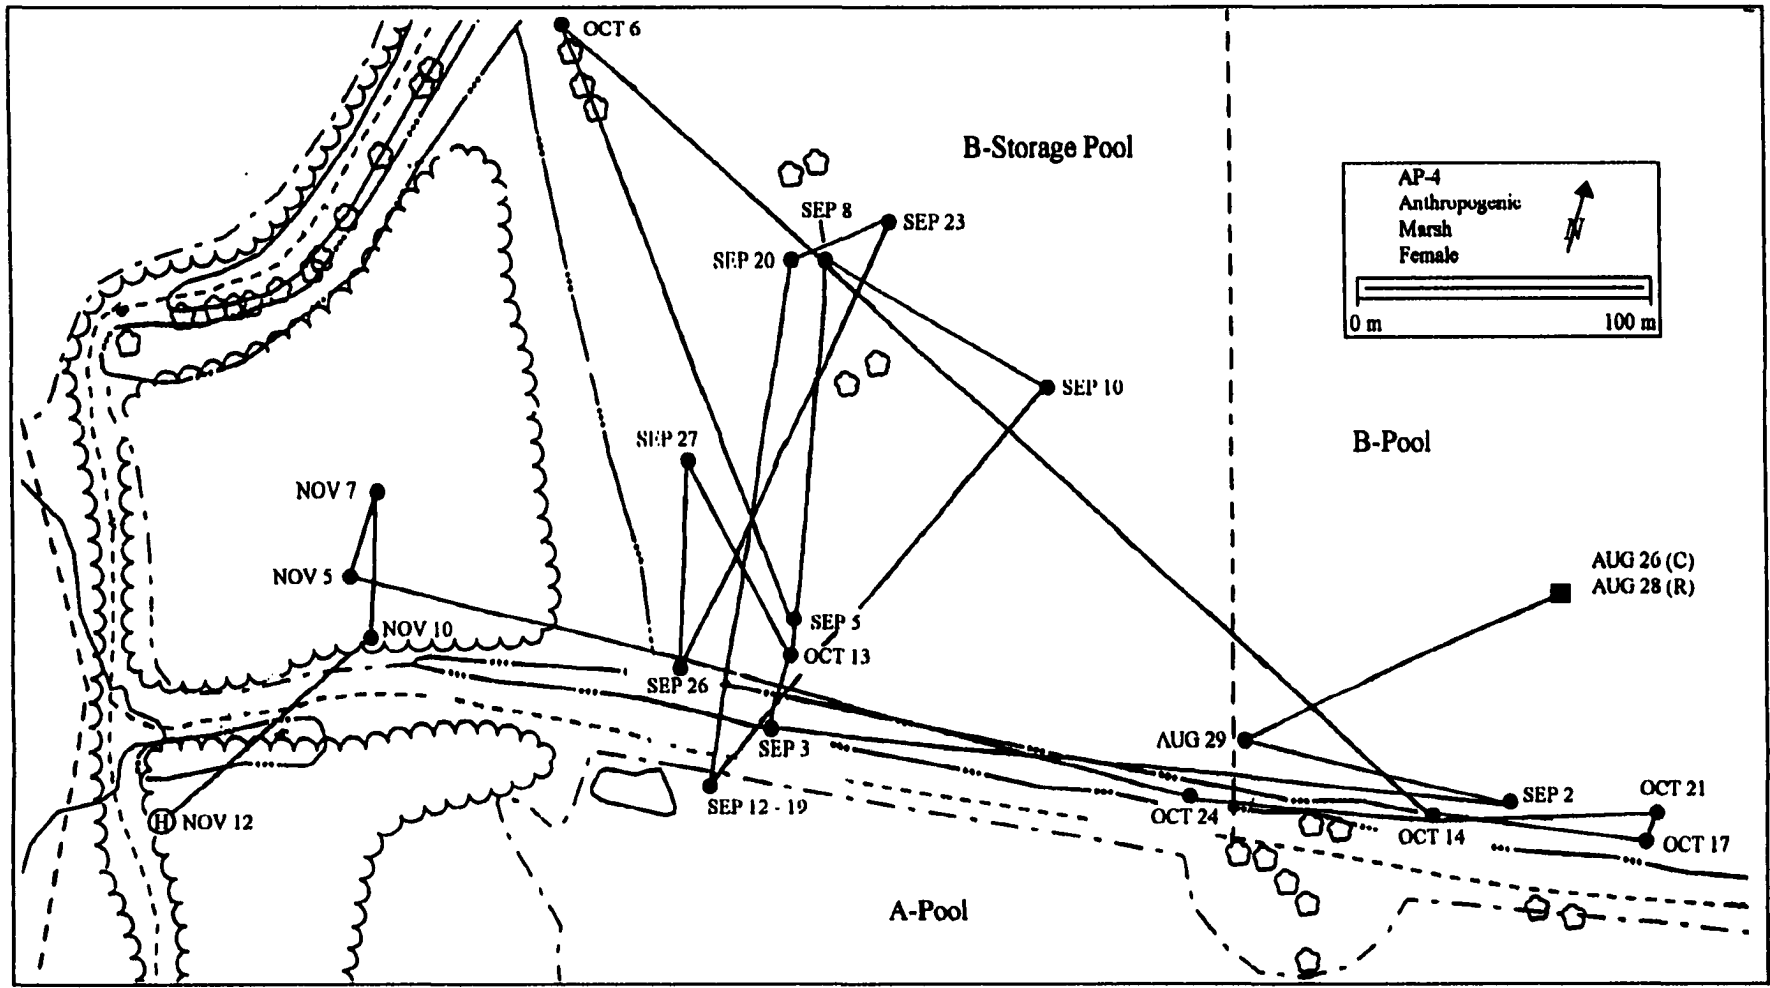 OCT 6
B-Storage Pool
AP-4
Anthropogenic
Marsh
Female
N
0 m
100 m
SEP 8
SEP 23
SEP 20
SEP 10
SEP 27
B-Pool
NOV 7
NOV 5
AUG 26 (C)
AUG 28 (R)
SEP 5
NOV 10
OCT 13
SEP 26
SEP 3
AUG 29
SEP 12 - 19
SEP 2
OCT 21
OCT 24
OCT 14
OCT 17
H
NOV 12
A-Pool